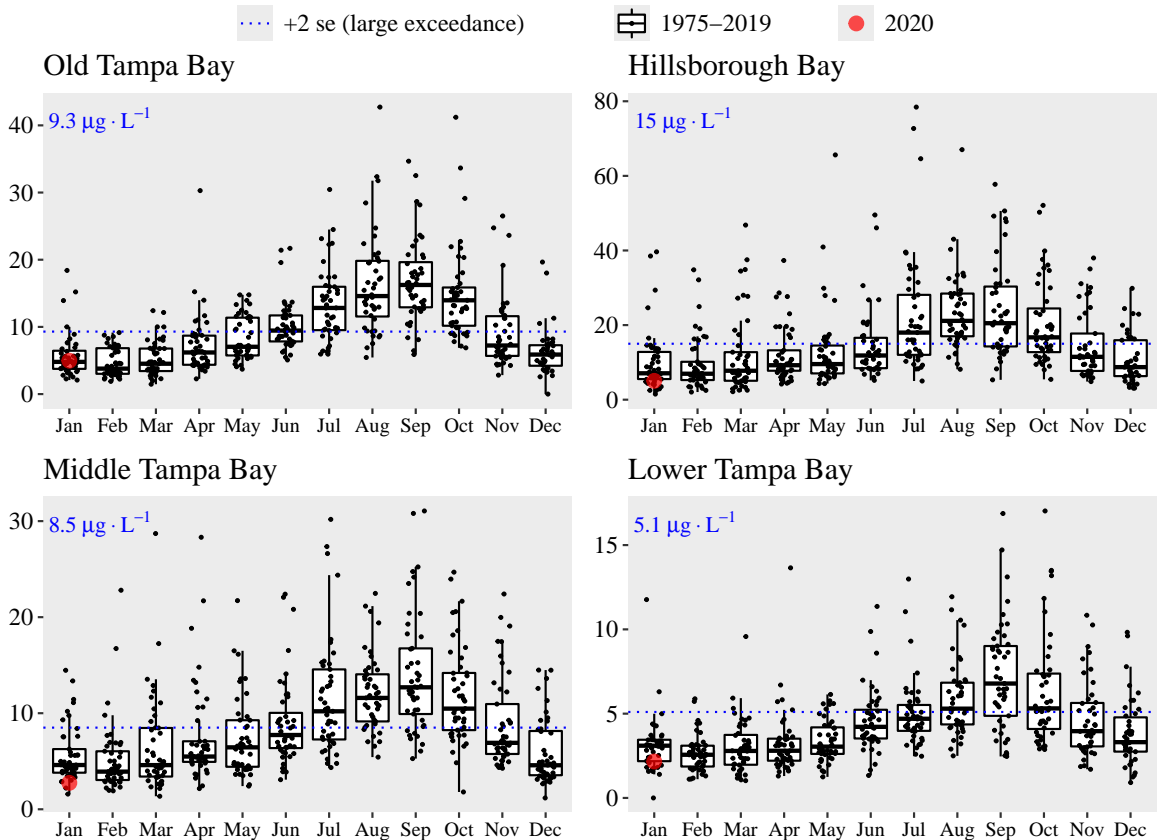 +2 se (large exceedance) 1975–2019 2020
Old Tampa Bay
9.3 µg · L⁻¹
40
30
20
10
0
Jan Feb Mar Apr May Jun Jul Aug Sep Oct Nov Dec
Hillsborough Bay
15 µg · L⁻¹
80
60
40
20
0
Jan Feb Mar Apr May Jun Jul Aug Sep Oct Nov Dec
Middle Tampa Bay
8.5 µg · L⁻¹
30
20
10
0
Jan Feb Mar Apr May Jun Jul Aug Sep Oct Nov Dec
Lower Tampa Bay
5.1 µg · L⁻¹
15
10
5
0
Jan Feb Mar Apr May Jun Jul Aug Sep Oct Nov Dec